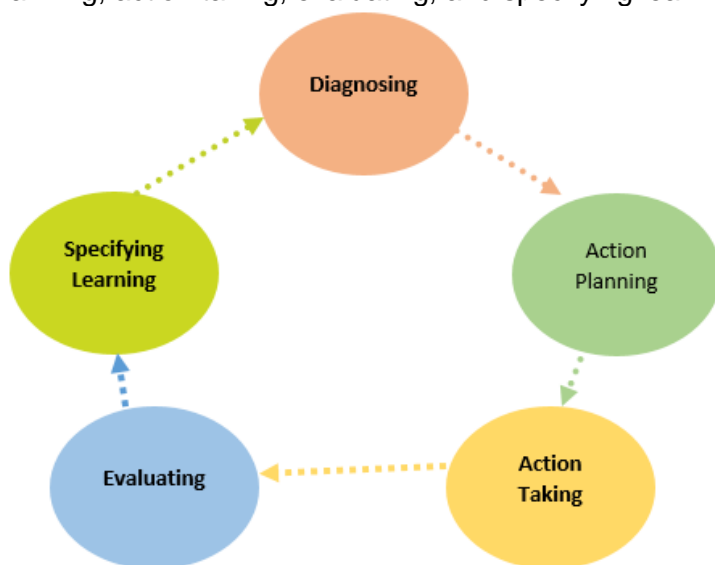 Diagnosing
Action
Planning
Action
Taking
Evaluating
Specifying
Learning